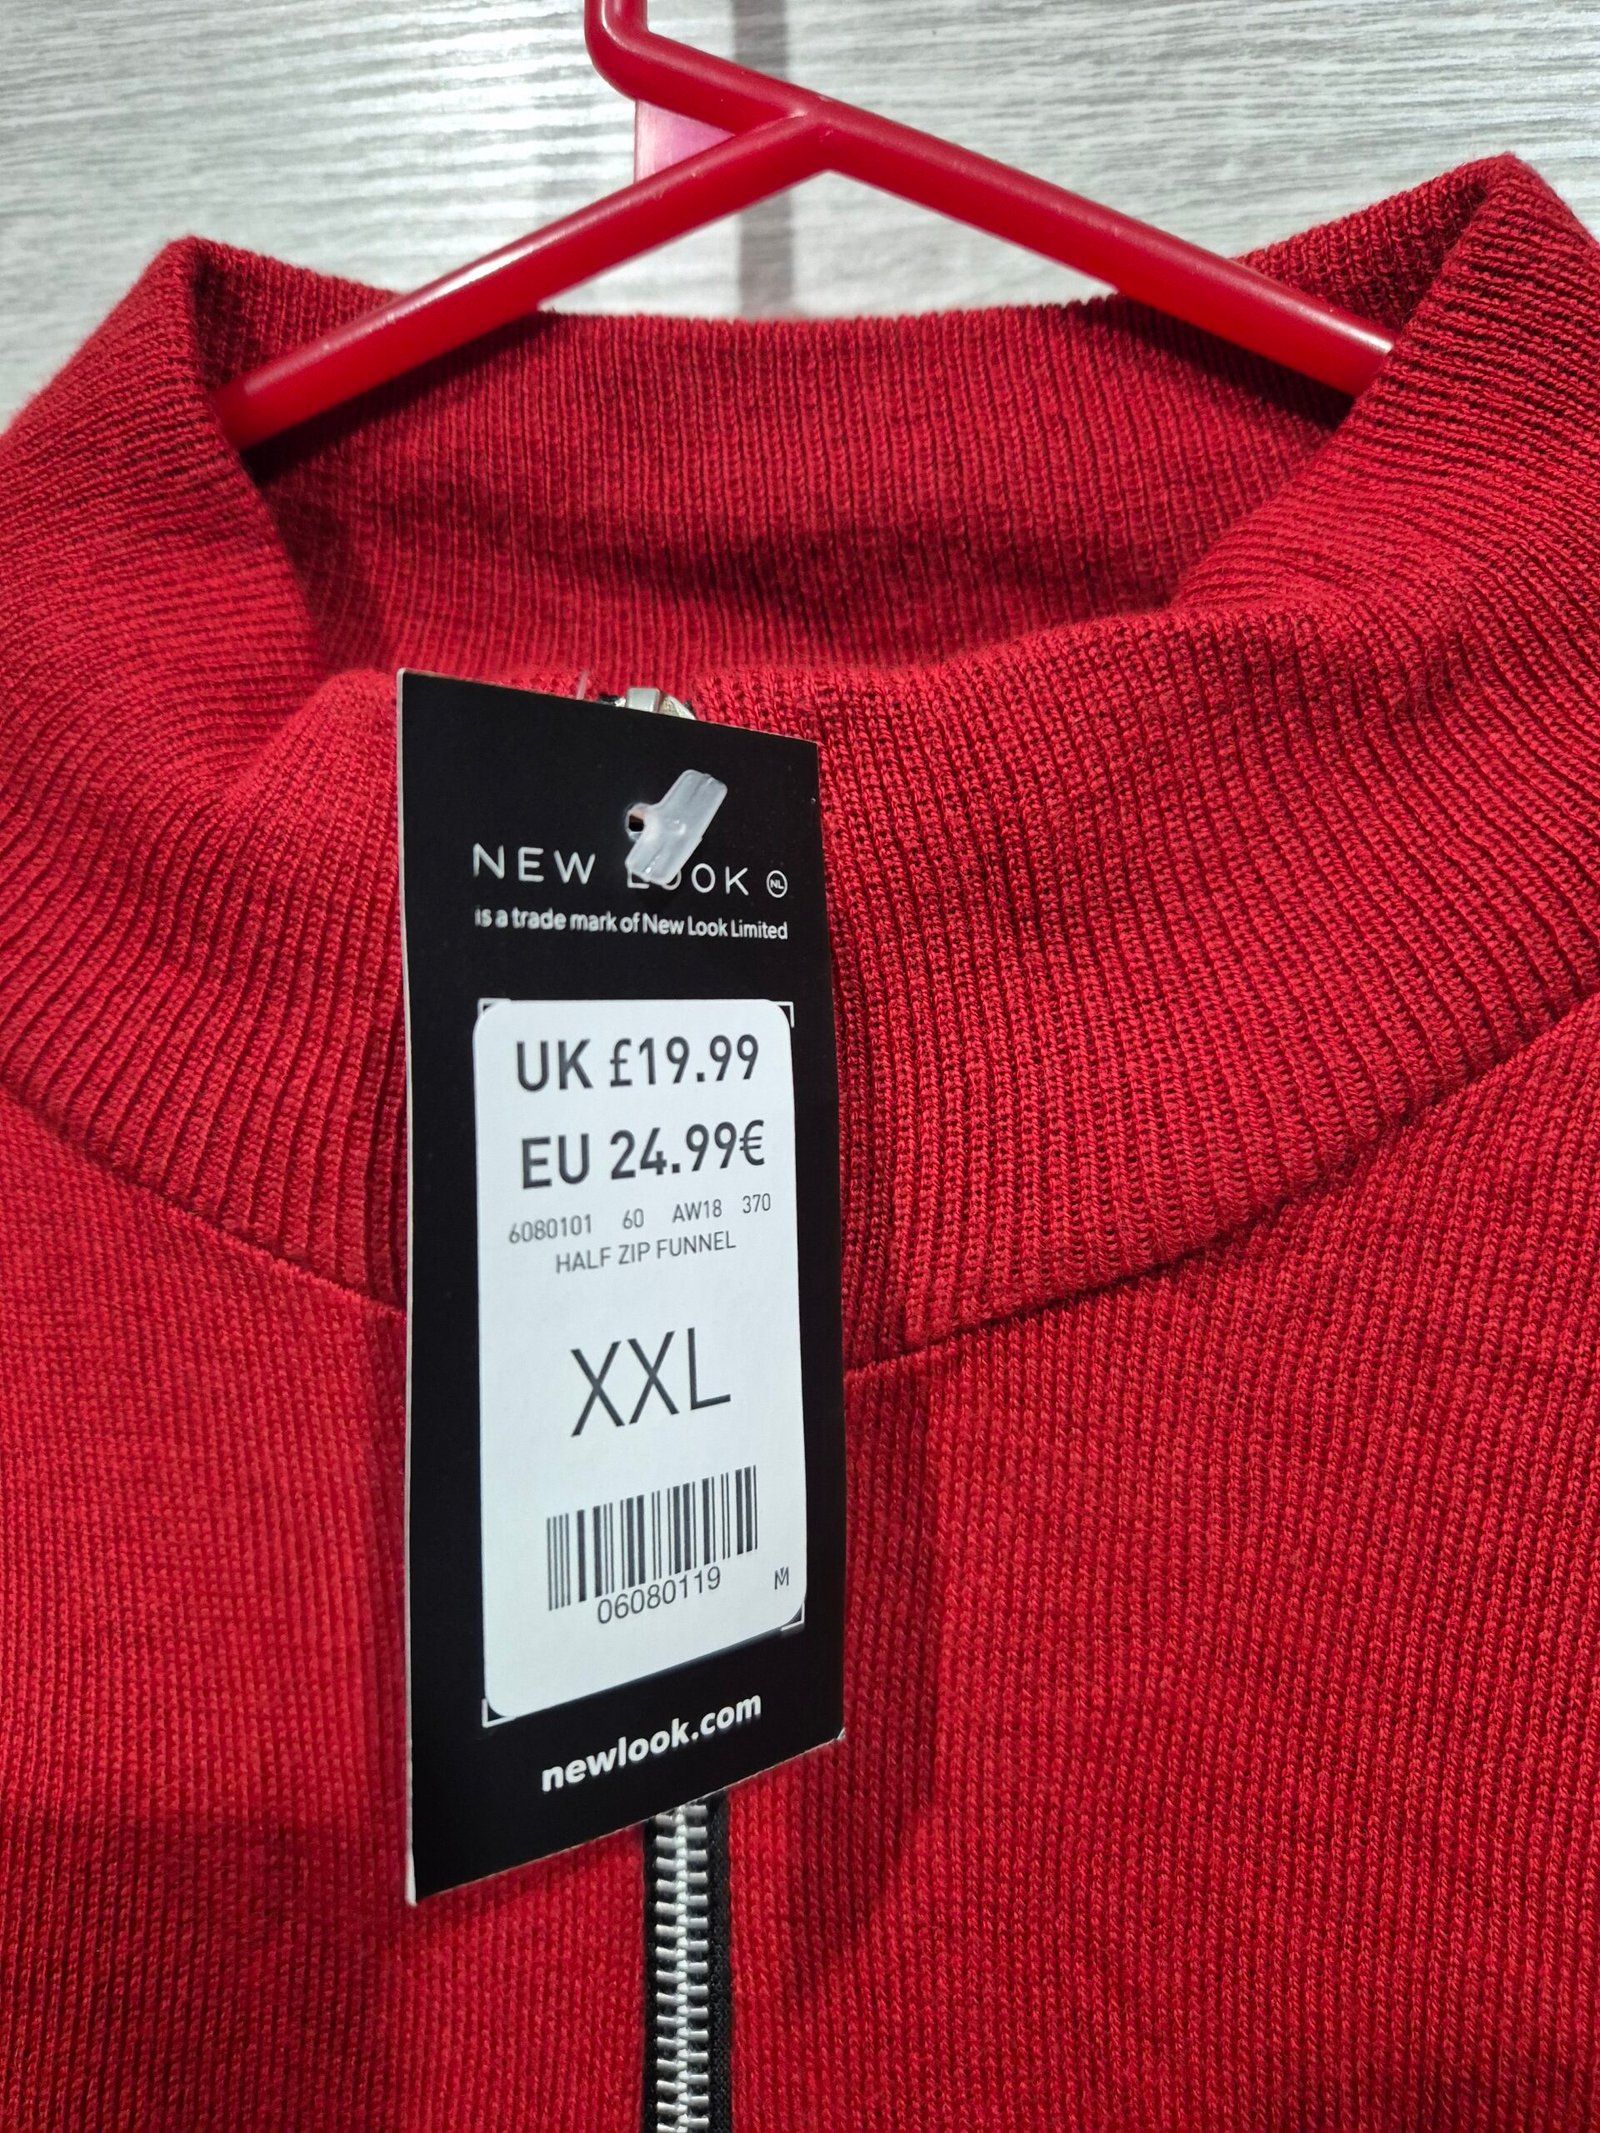 NEW LOOK NL
is a trade mark of New Look Limited
UK £19.99
EU 24.99€
6080101 60 AW18 370
HALF ZIP FUNNEL
XXL
06080119 M
newlook.com